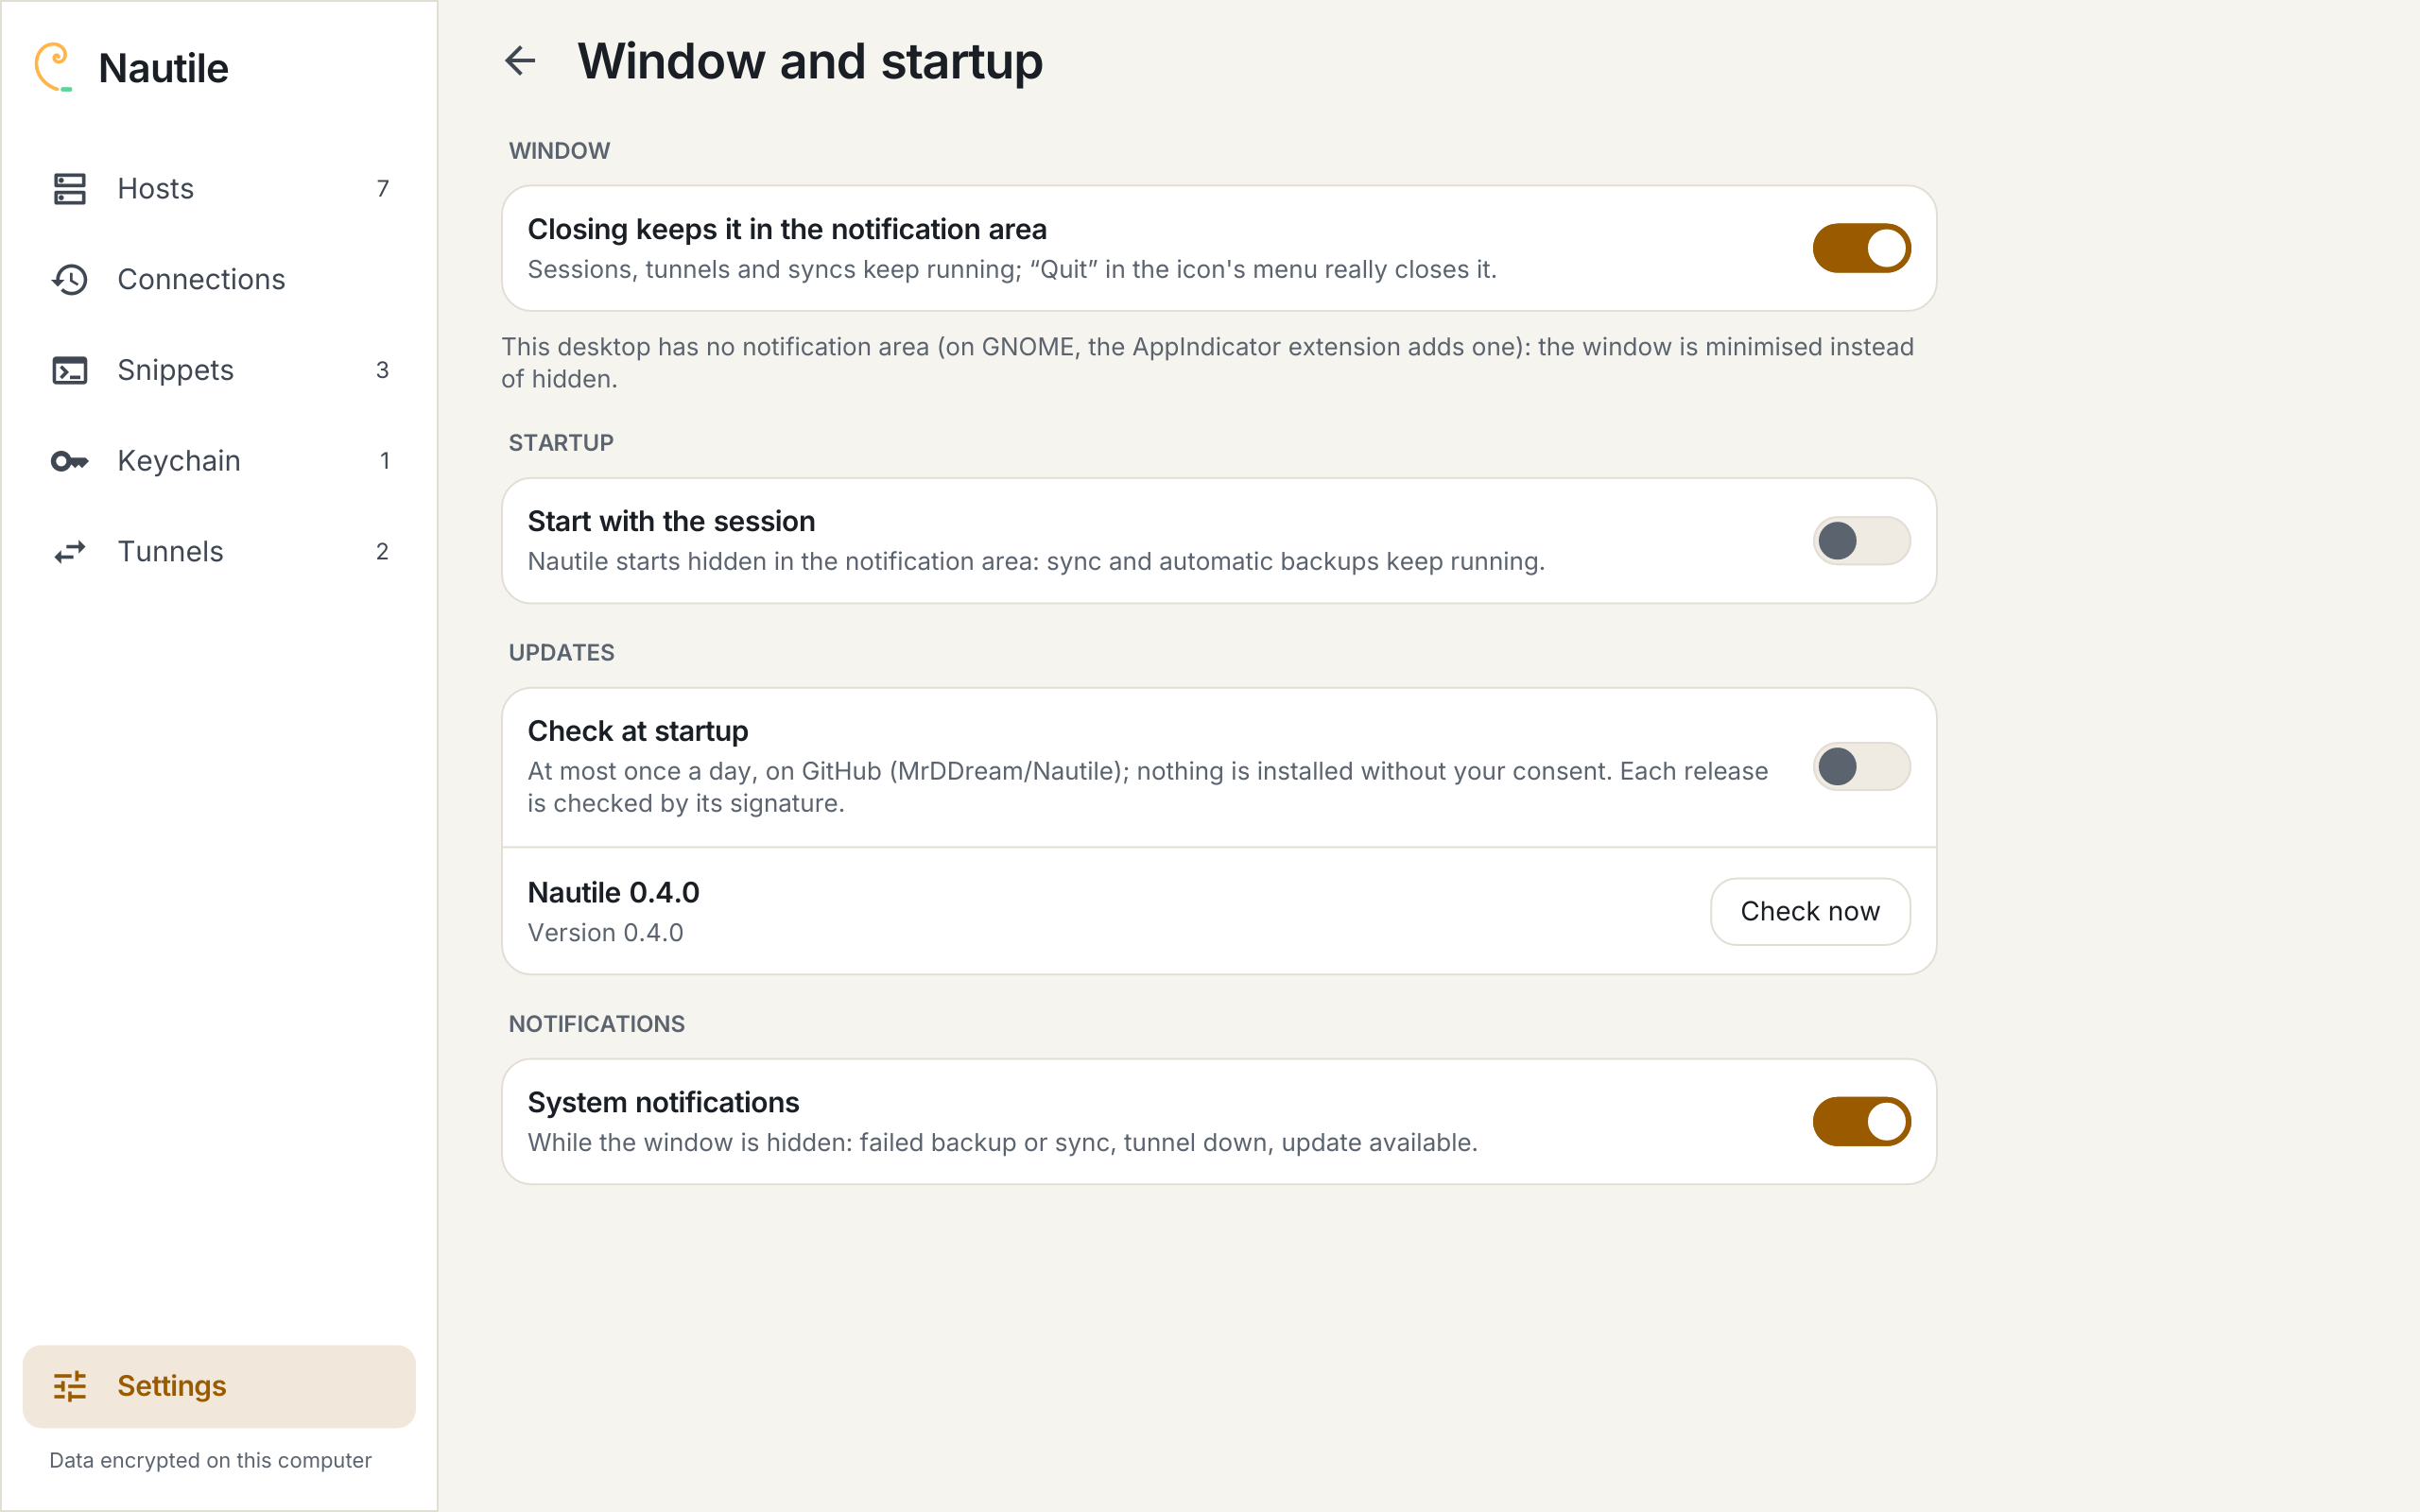 Nautile
Hosts 7
Connections
Snippets 3
Keychain 1
Tunnels 2
Settings
Data encrypted on this computer
Window and startup
WINDOW
Closing keeps it in the notification area
Sessions, tunnels and syncs keep running; “Quit” in the icon's menu really closes it.
This desktop has no notification area (on GNOME, the AppIndicator extension adds one): the window is minimised instead
of hidden.
STARTUP
Start with the session
Nautile starts hidden in the notification area: sync and automatic backups keep running.
UPDATES
Check at startup
At most once a day, on GitHub (MrDDream/Nautile); nothing is installed without your consent. Each release
is checked by its signature.
Nautile 0.4.0
Version 0.4.0
Check now
NOTIFICATIONS
System notifications
While the window is hidden: failed backup or sync, tunnel down, update available.